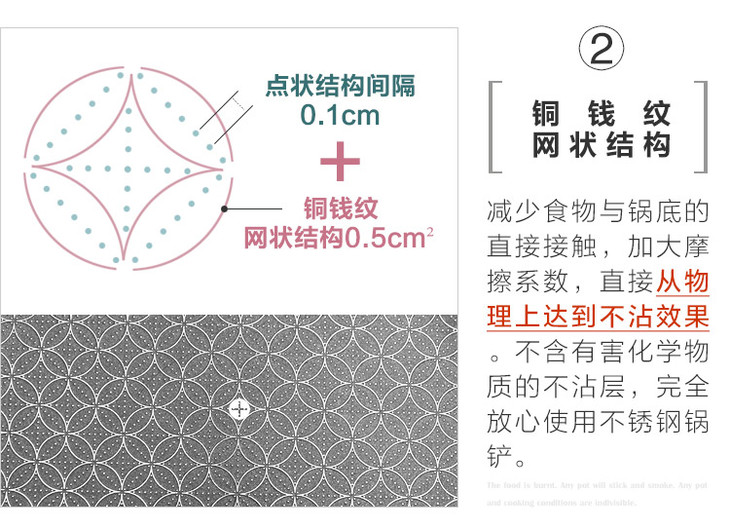 点状结构间隔
0.1cm
+
铜钱纹
网状结构0.5cm²
②
铜钱纹
网状结构
减少食物与锅底的
直接接触，加大摩
擦系数，直接从物
理上达到不沾效果
。不含有害化学物
质的不沾层，完全
放心使用不锈钢锅
铲。
The food is burnt. Any pot will stick and smoke. Any pot
and cooking conditions are indivisible.